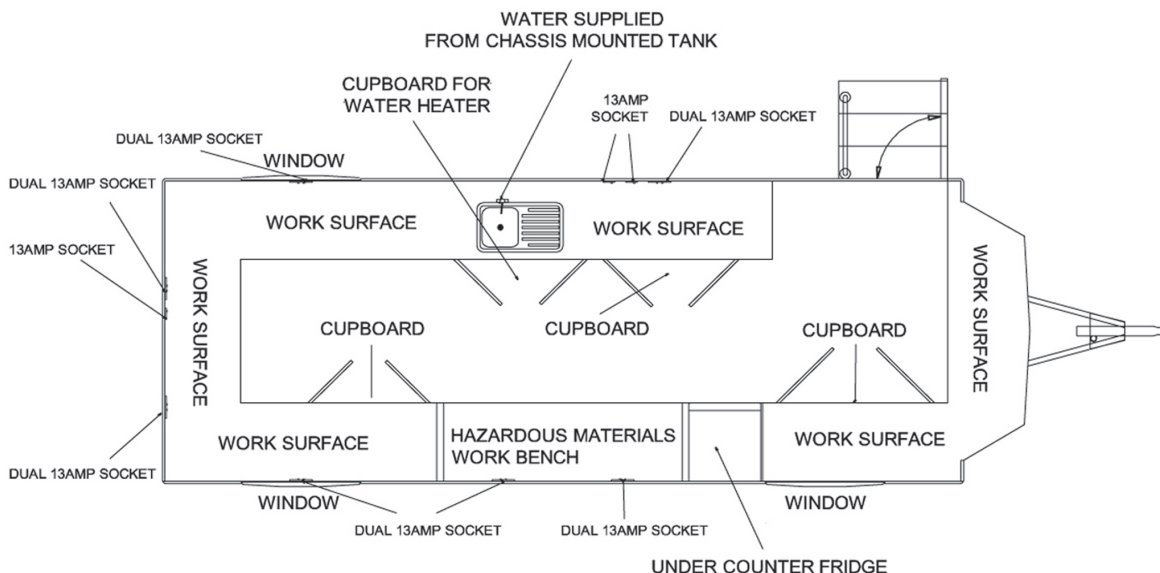 WATER SUPPLIED
FROM CHASSIS MOUNTED TANK
CUPBOARD FOR
WATER HEATER
13AMP
SOCKET
DUAL 13AMP SOCKET
DUAL 13AMP SOCKET
WINDOW
DUAL 13AMP SOCKET
13AMP SOCKET
WORK SURFACE
WORK SURFACE
WORK SURFACE
WORK SURFACE
CUPBOARD
CUPBOARD
CUPBOARD
WORK SURFACE
HAZARDOUS MATERIALS
WORK BENCH
WORK SURFACE
DUAL 13AMP SOCKET
WINDOW
WINDOW
DUAL 13AMP SOCKET
DUAL 13AMP SOCKET
UNDER COUNTER FRIDGE